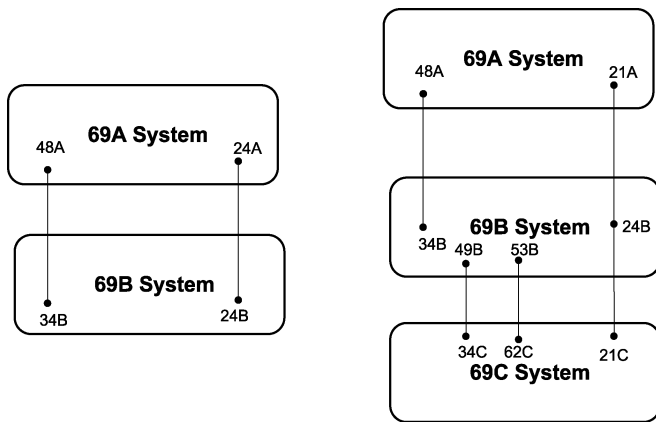 69A System
48A
24A
69B System
34B
24B
69A System
48A
21A
69B System
34B
24B
49B
53B
34C
62C
21C
69C System